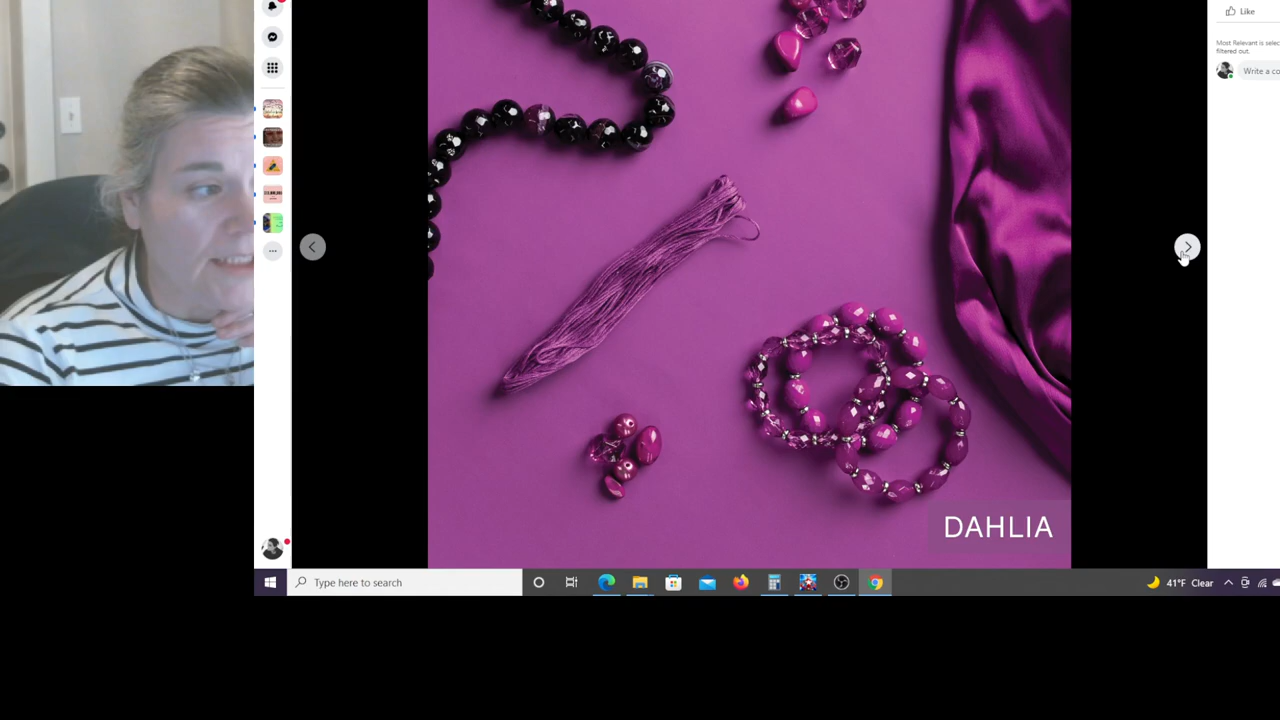 Like
Most Relevant is selec
filtered out.
Write a co
DAHLIA
Type here to search
41°F Clear